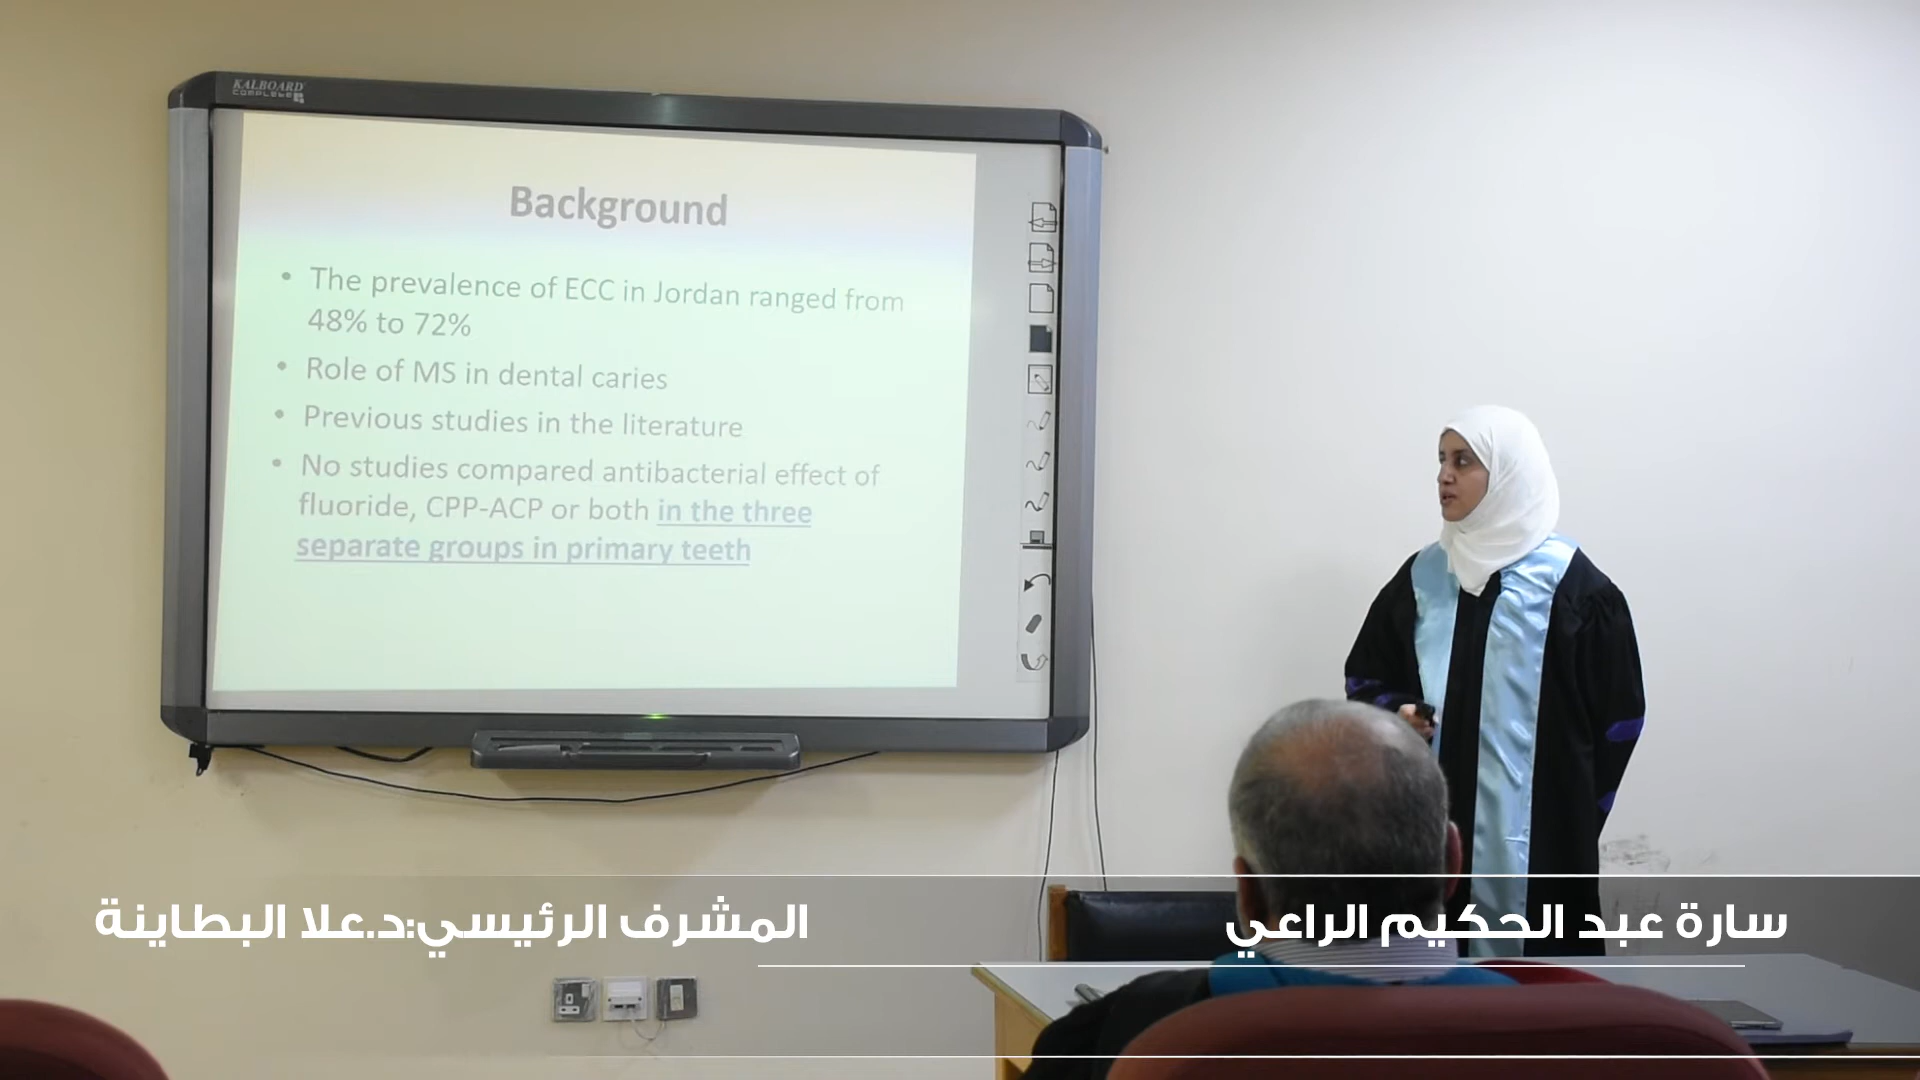 KALBOARD
COMPLETE
Background
• The prevalence of ECC in Jordan ranged from
48% to 72%
• Role of MS in dental caries
• Previous studies in the literature
• No studies compared antibacterial effect of
fluoride, CPP-ACP or both in the three
separate groups in primary teeth
سارة عبد الحكيم الراعي
المشرف الرئيسي:د.علا البطاينة